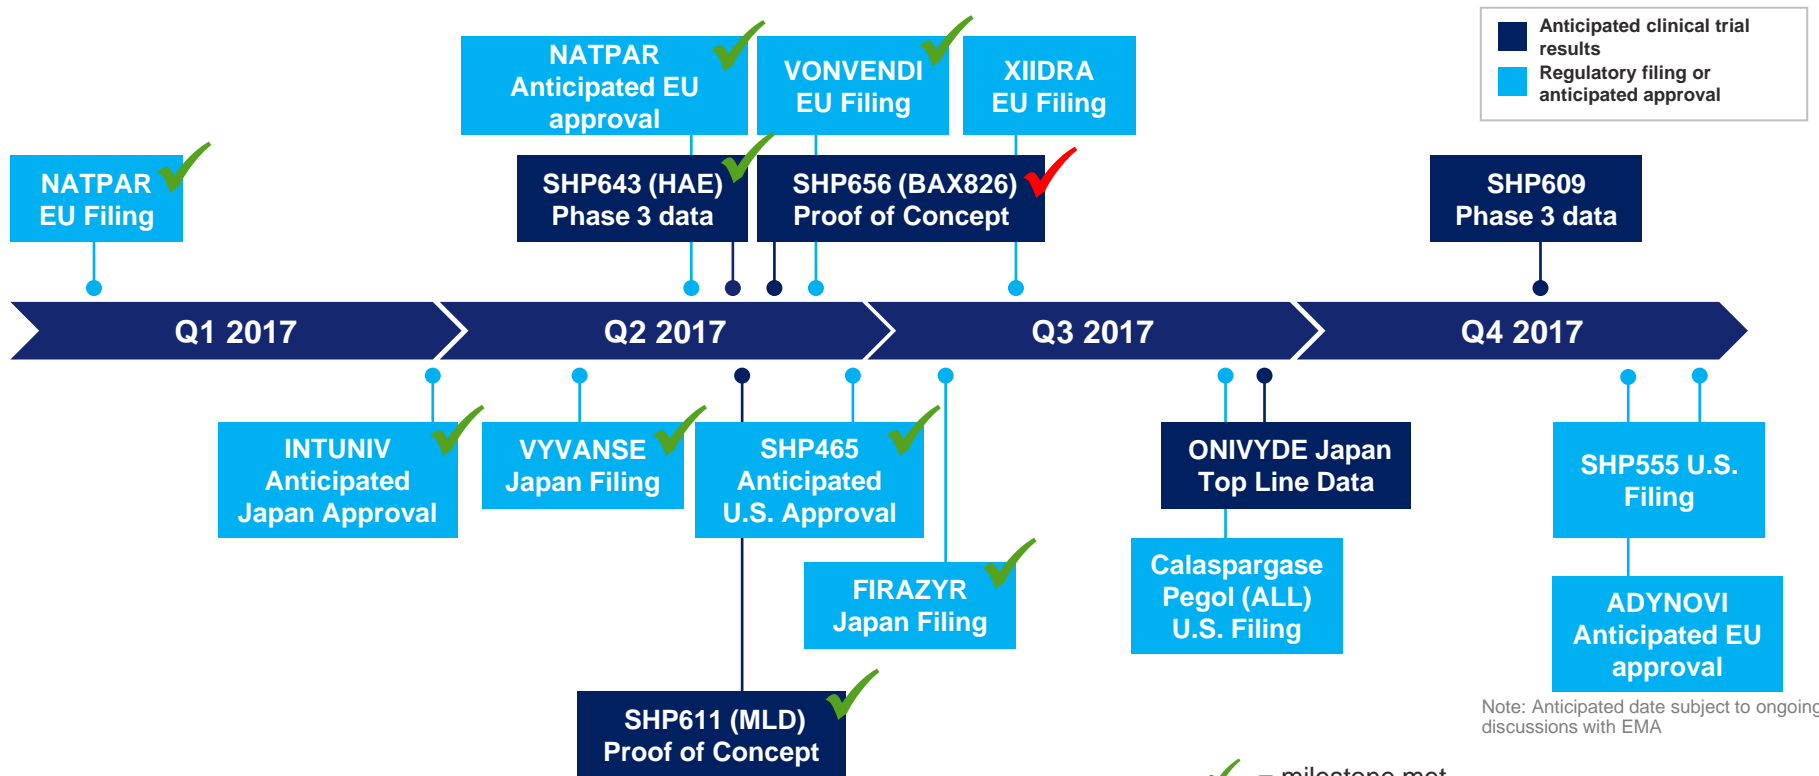 Anticipated clinical trial
results
Regulatory filing or
anticipated approval
NATPAR
Anticipated EU
approval
VONVENDI
EU Filing
XIIDRA
EU Filing
NATPAR
EU Filing
SHP643 (HAE)
Phase 3 data
SHP656 (BAX826)
Proof of Concept
SHP609
Phase 3 data
Q1 2017
Q2 2017
Q3 2017
Q4 2017
INTUNIV
Anticipated
Japan Approval
VYVANSE
Japan Filing
SHP465
Anticipated
U.S. Approval
ONIVYDE Japan
Top Line Data
SHP555 U.S.
Filing
FIRAZYR
Japan Filing
Calaspargase
Pegol (ALL)
U.S. Filing
ADYNOVI
Anticipated EU
approval
SHP611 (MLD)
Proof of Concept
Note: Anticipated date subject to ongoing
discussions with EMA
= milestone met